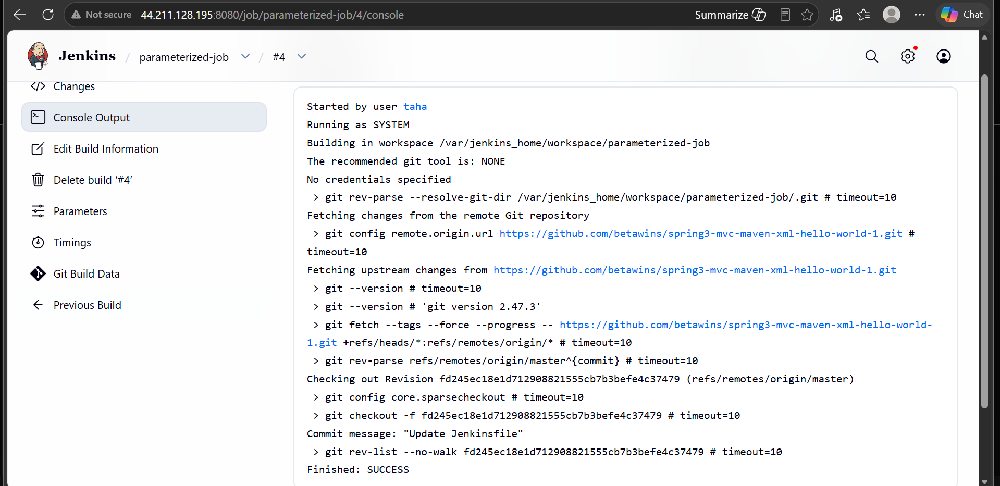 Not secure 44.211.128.195:8080/job/parameterized-job/4/console Summarize Chat
Jenkins / parameterized-job / #4
Changes
Console Output
Edit Build Information
Delete build ‘#4’
Parameters
Timings
Git Build Data
Previous Build
Started by user taha
Running as SYSTEM
Building in workspace /var/jenkins_home/workspace/parameterized-job
The recommended git tool is: NONE
No credentials specified
> git rev-parse --resolve-git-dir /var/jenkins_home/workspace/parameterized-job/.git # timeout=10
Fetching changes from the remote Git repository
> git config remote.origin.url https://github.com/betawins/spring3-mvc-maven-xml-hello-world-1.git #
timeout=10
Fetching upstream changes from https://github.com/betawins/spring3-mvc-maven-xml-hello-world-1.git
> git --version # timeout=10
> git --version # 'git version 2.47.3'
> git fetch --tags --force --progress -- https://github.com/betawins/spring3-mvc-maven-xml-hello-world-
1.git +refs/heads/*:refs/remotes/origin/* # timeout=10
> git rev-parse refs/remotes/origin/master^{commit} # timeout=10
Checking out Revision fd245ec18e1d712908821555cb7b3befe4c37479 (refs/remotes/origin/master)
> git config core.sparsecheckout # timeout=10
> git checkout -f fd245ec18e1d712908821555cb7b3befe4c37479 # timeout=10
Commit message: "Update Jenkinsfile"
> git rev-list --no-walk fd245ec18e1d712908821555cb7b3befe4c37479 # timeout=10
Finished: SUCCESS